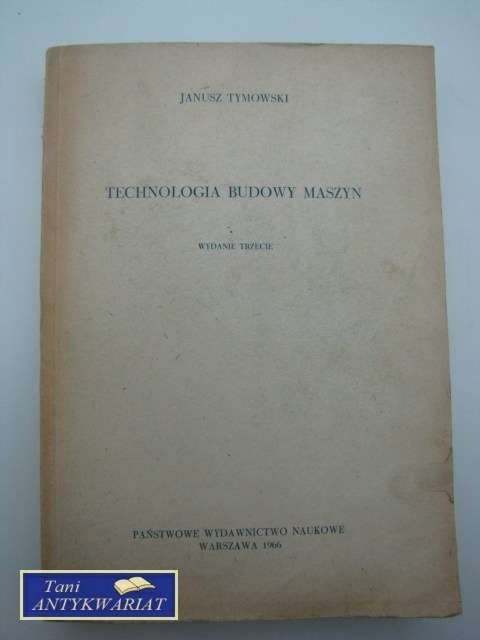 JANUSZ TYMOWSKI
TECHNOLOGIA BUDOWY MASZYN
WYDANIE TRZECIE
PAŃSTWOWE WYDAWNICTWO NAUKOWE
WARSZAWA 1966
Tani
ANTYKWARIAT